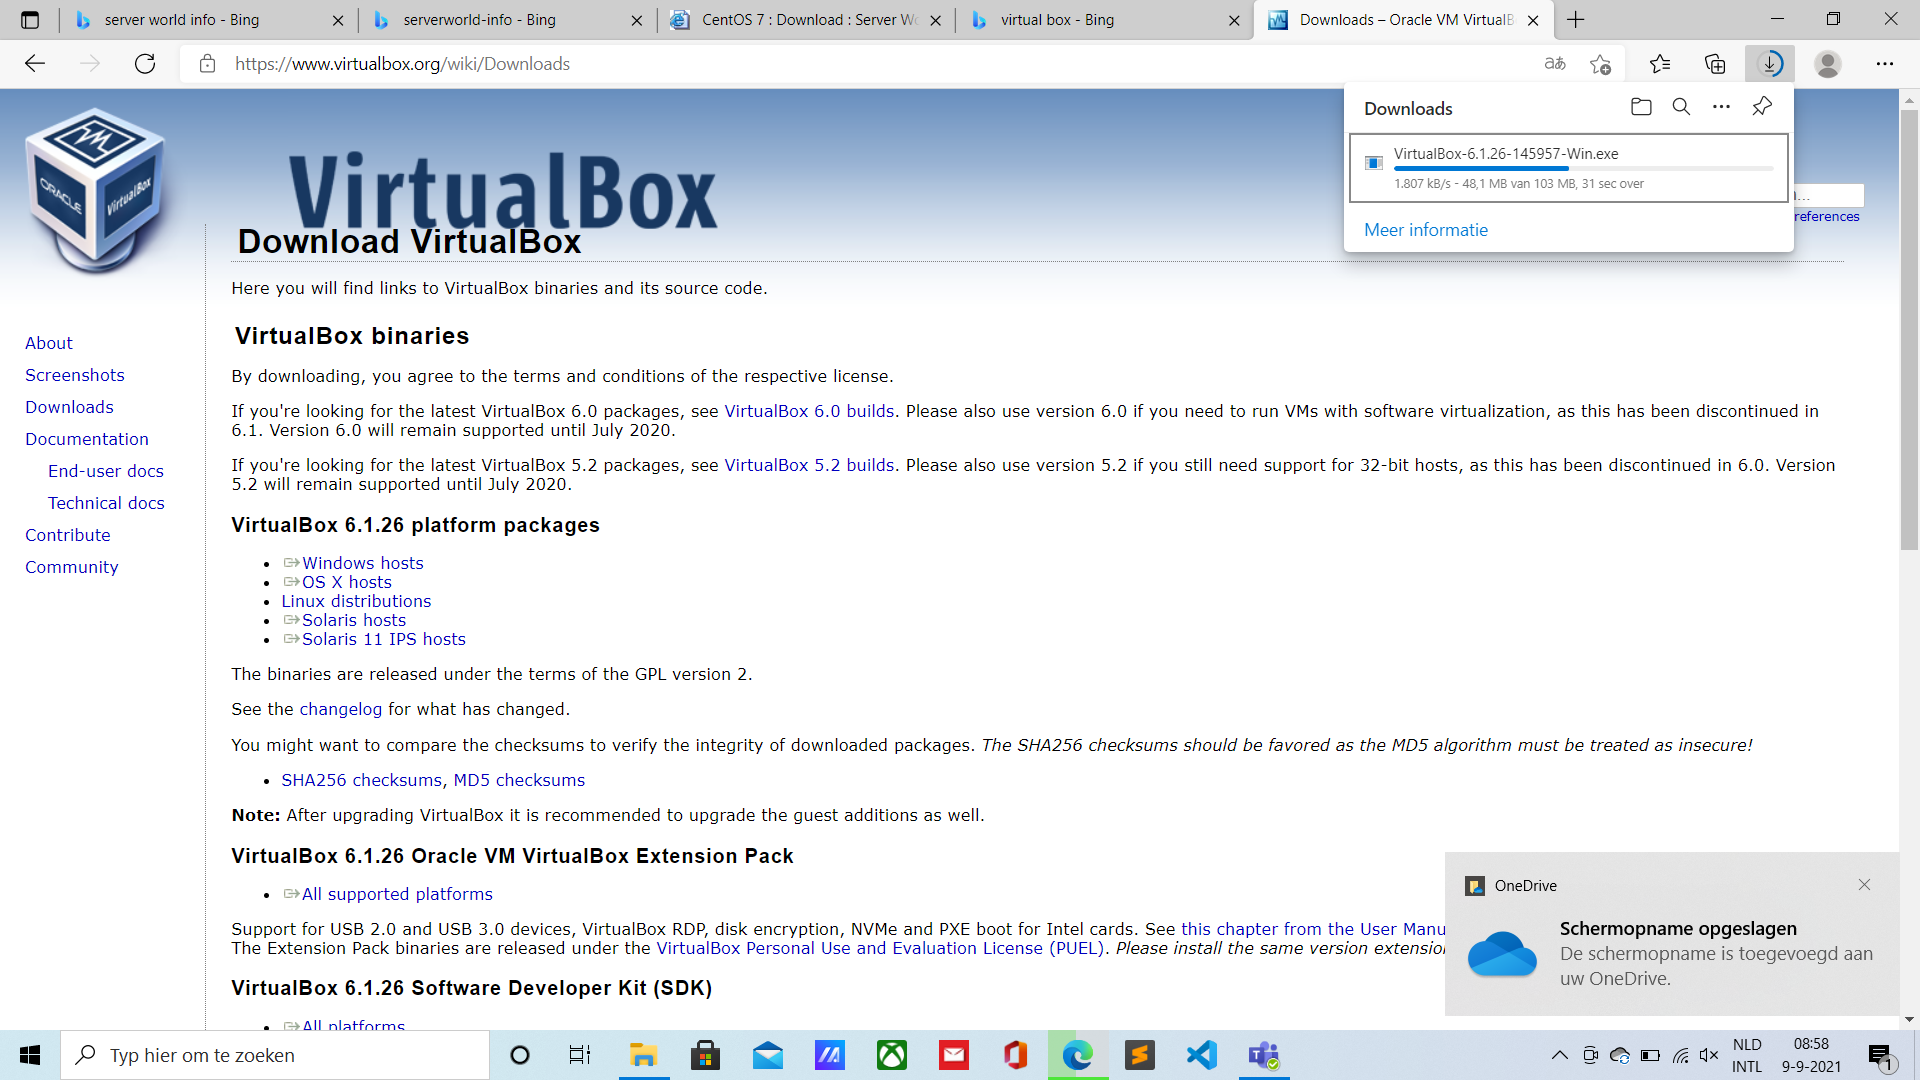 server world info - Bing
serverworld-info - Bing
CentOS 7 : Download : Server Wo
virtual box - Bing
Downloads – Oracle VM VirtualB
https://www.virtualbox.org/wiki/Downloads
Downloads
VirtualBox-6.1.26-145957-Win.exe
1.807 kB/s - 48,1 MB van 103 MB, 31 sec over
Meer informatie
references
ORACLE
VirtualBox
VirtualBox
Download VirtualBox
Here you will find links to VirtualBox binaries and its source code.
About
Screenshots
Downloads
Documentation
End-user docs
Technical docs
Contribute
Community
VirtualBox binaries
By downloading, you agree to the terms and conditions of the respective license.
If you're looking for the latest VirtualBox 6.0 packages, see VirtualBox 6.0 builds. Please also use version 6.0 if you need to run VMs with software virtualization, as this has been discontinued in
6.1. Version 6.0 will remain supported until July 2020.
If you're looking for the latest VirtualBox 5.2 packages, see VirtualBox 5.2 builds. Please also use version 5.2 if you still need support for 32-bit hosts, as this has been discontinued in 6.0. Version
5.2 will remain supported until July 2020.
VirtualBox 6.1.26 platform packages
• Windows hosts
• OS X hosts
• Linux distributions
• Solaris hosts
• Solaris 11 IPS hosts
The binaries are released under the terms of the GPL version 2.
See the changelog for what has changed.
You might want to compare the checksums to verify the integrity of downloaded packages. The SHA256 checksums should be favored as the MD5 algorithm must be treated as insecure!
• SHA256 checksums, MD5 checksums
Note: After upgrading VirtualBox it is recommended to upgrade the guest additions as well.
VirtualBox 6.1.26 Oracle VM VirtualBox Extension Pack
• All supported platforms
Support for USB 2.0 and USB 3.0 devices, VirtualBox RDP, disk encryption, NVMe and PXE boot for Intel cards. See this chapter from the User Manu
The Extension Pack binaries are released under the VirtualBox Personal Use and Evaluation License (PUEL). Please install the same version extension
VirtualBox 6.1.26 Software Developer Kit (SDK)
• All platforms
OneDrive
Schermopname opgeslagen
De schermopname is toegevoegd aan
uw OneDrive.
Typ hier om te zoeken
NLD
INTL
08:58
9-9-2021
1